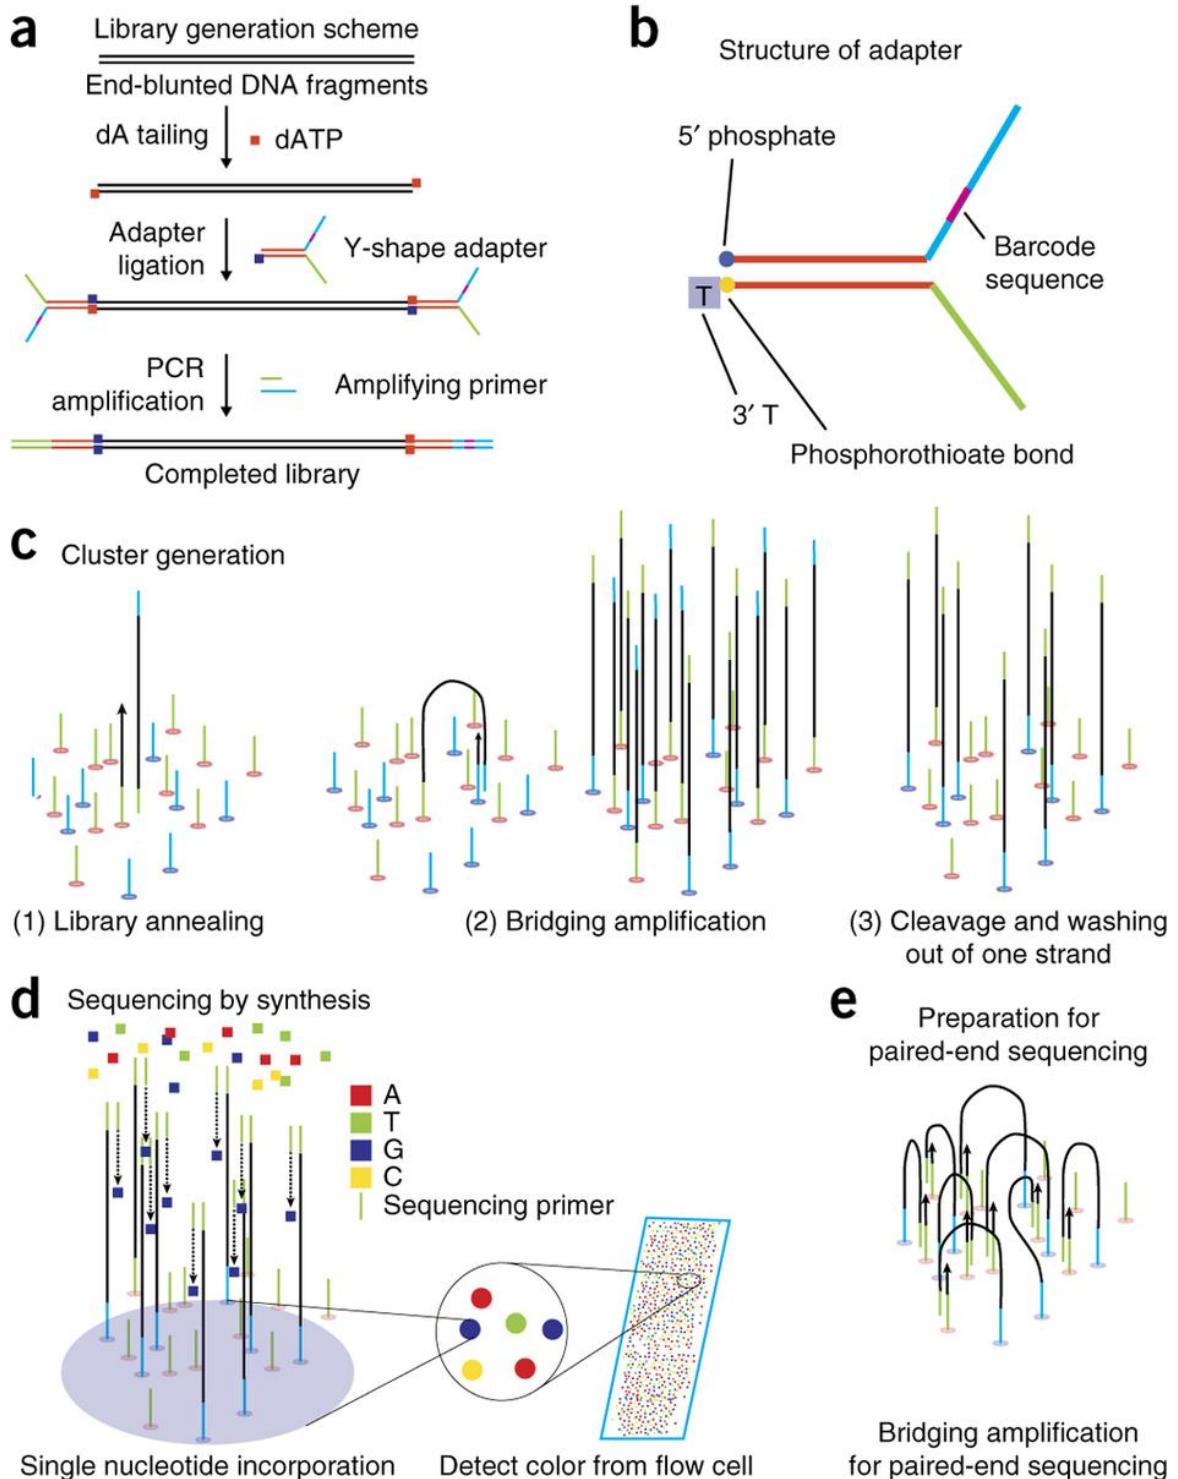 a
Library generation scheme
End-blunted DNA fragments
dA tailing
dATP
Adapter
ligation
Y-shape adapter
PCR
amplification
Amplifying primer
Completed library
b
Structure of adapter
5′ phosphate
Barcode
sequence
T
3′ T
Phosphorothioate bond
c
Cluster generation
(1) Library annealing
(2) Bridging amplification
(3) Cleavage and washing
out of one strand
d
Sequencing by synthesis
A
T
G
C
Sequencing primer
Single nucleotide incorporation
Detect color from flow cell
e
Preparation for
paired-end sequencing
Bridging amplification
for paired-end sequencing